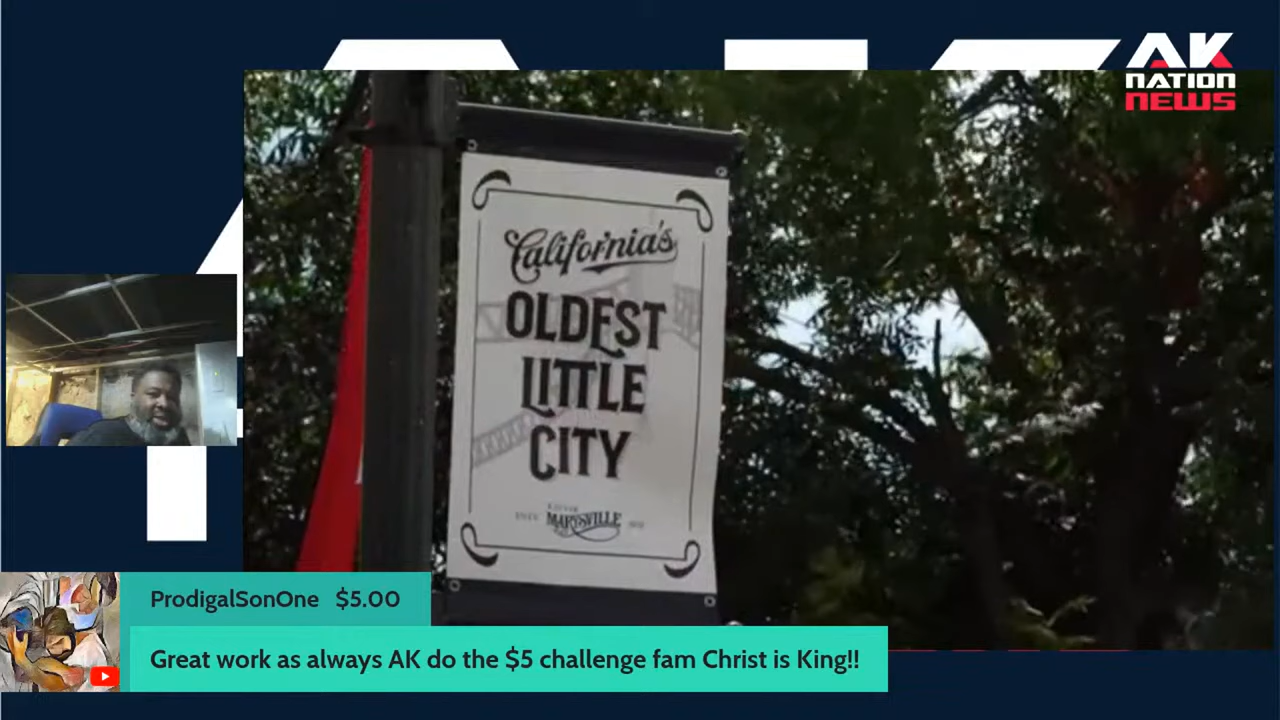 AK
NATION
NEWS
California's
OLDEST
LITTLE
CITY
MARYSVILLE
ProdigalSonOne $5.00
Great work as always AK do the $5 challenge fam Christ is King!!